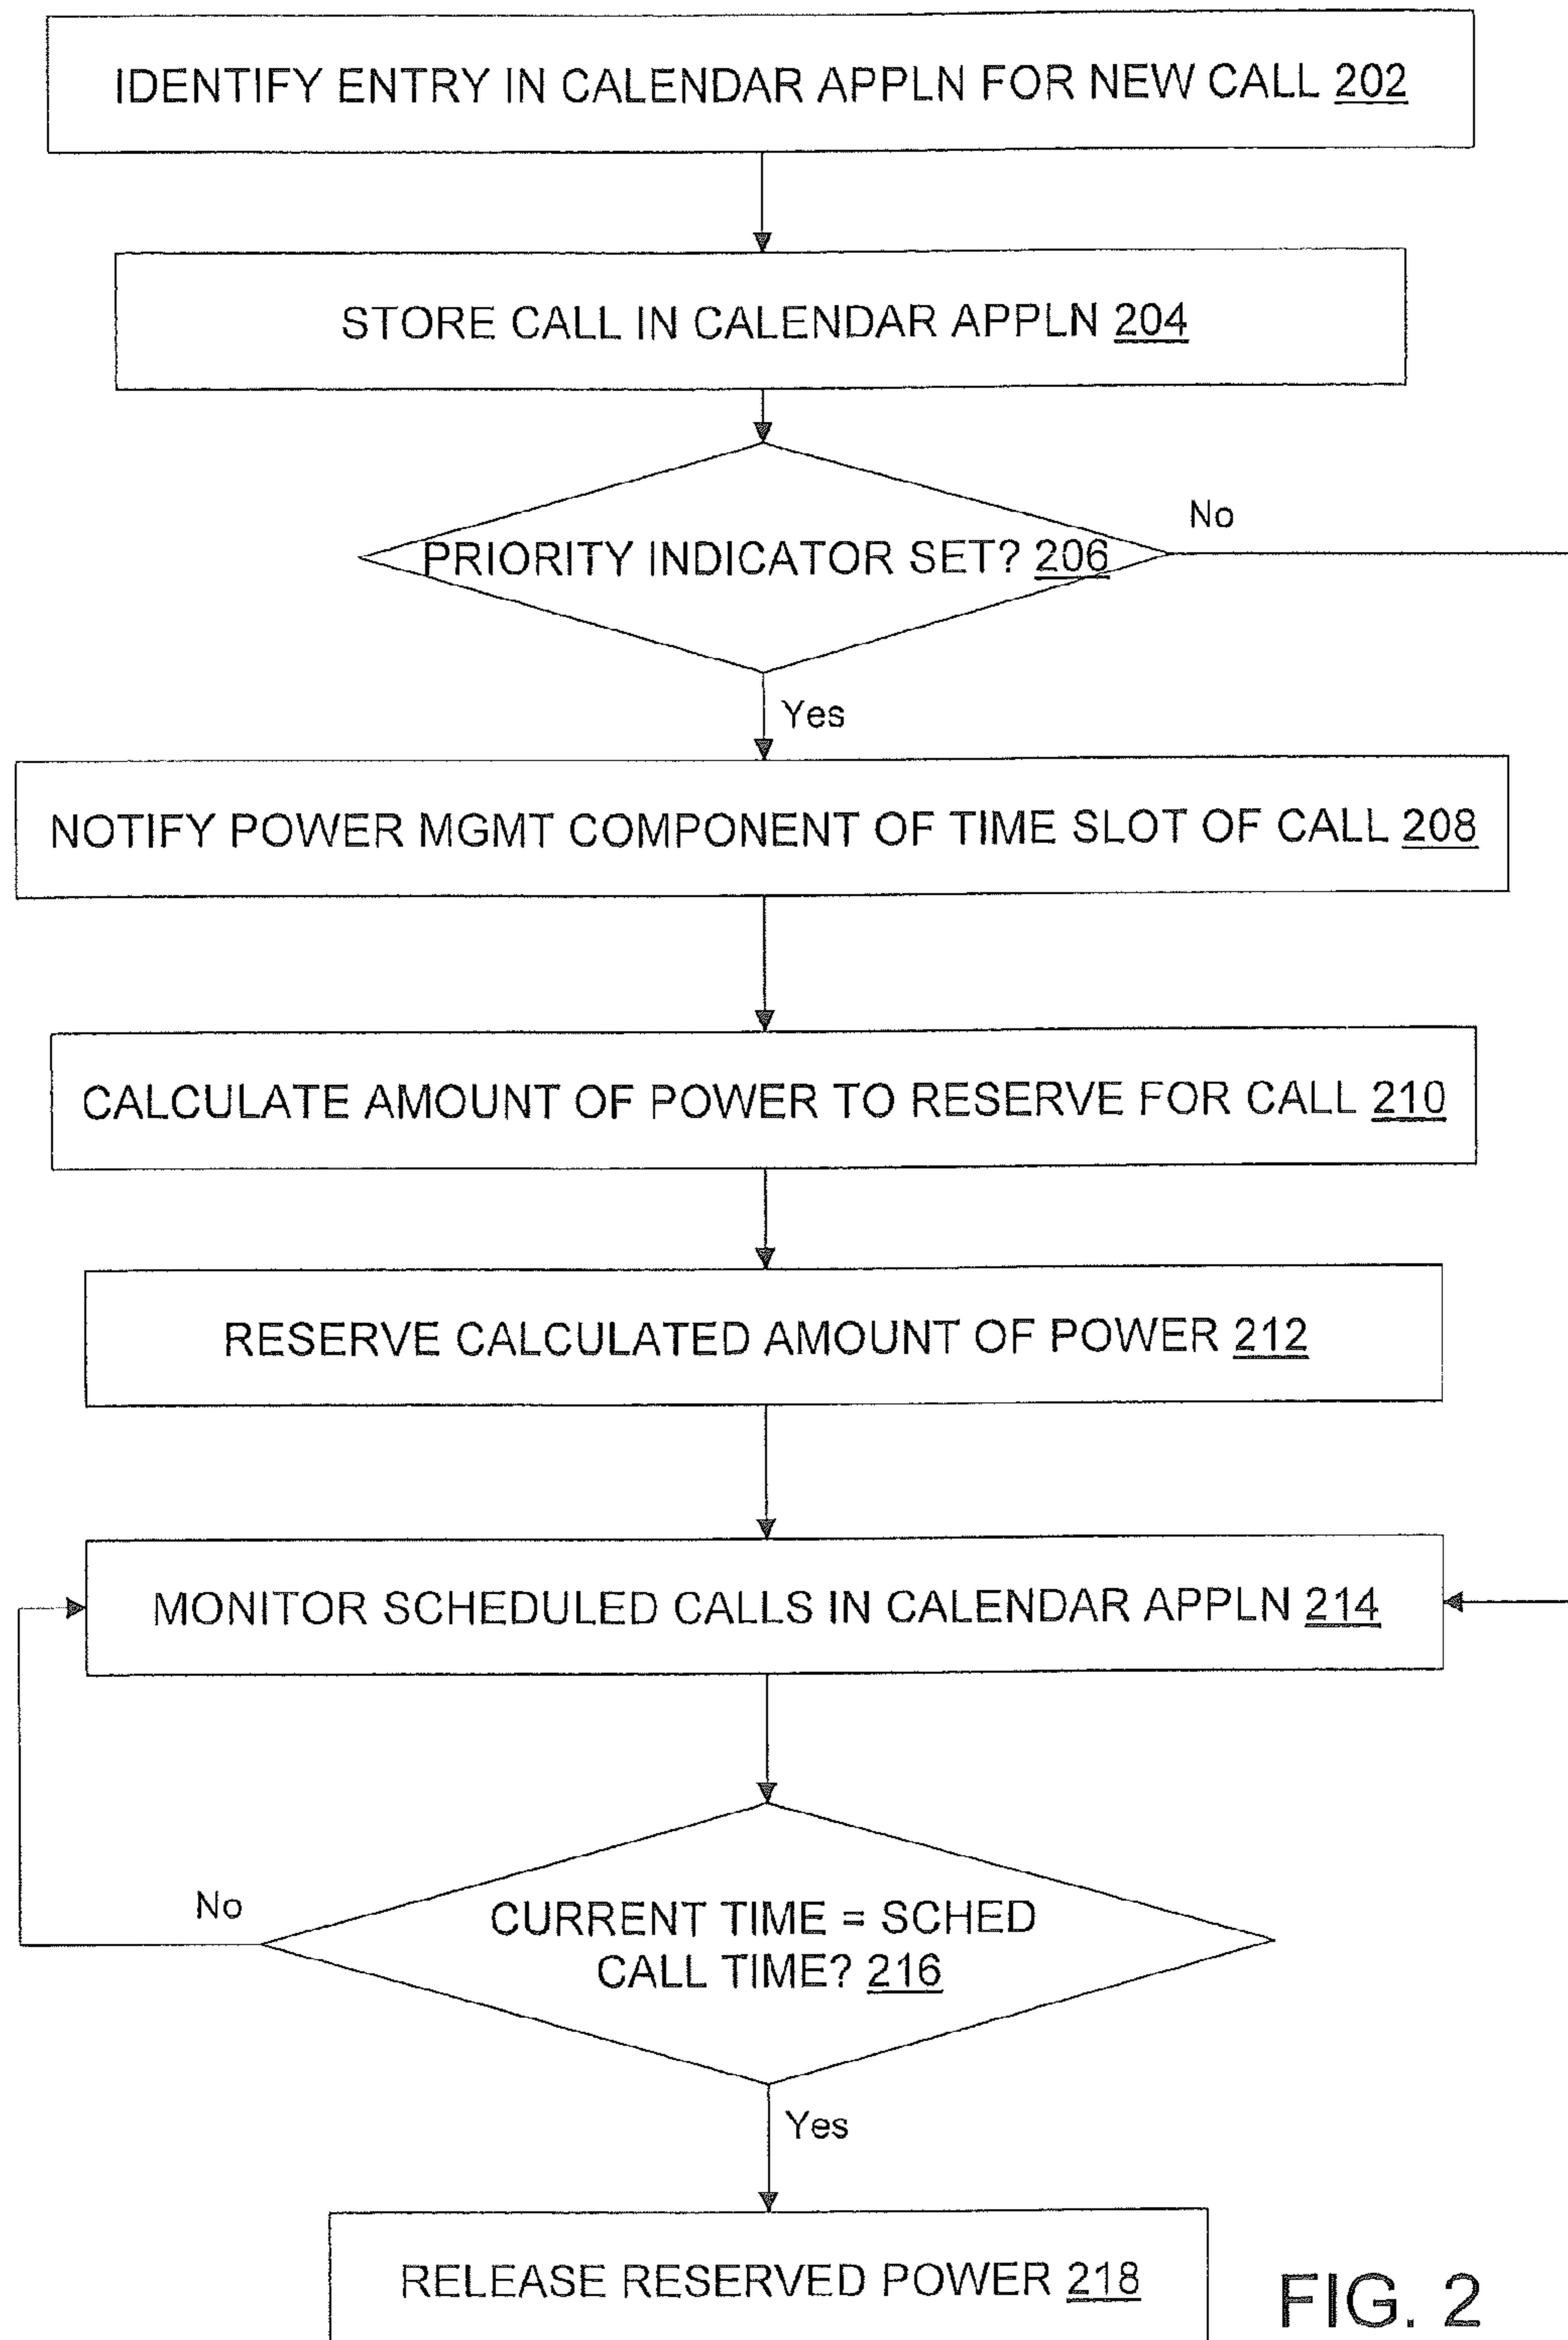 IDENTIFY ENTRY IN CALENDAR APPLN FOR NEW CALL 202
STORE CALL IN CALENDAR APPLN 204
PRIORITY INDICATOR SET? 206
No
Yes
NOTIFY POWER MGMT COMPONENT OF TIME SLOT OF CALL 208
CALCULATE AMOUNT OF POWER TO RESERVE FOR CALL 210
RESERVE CALCULATED AMOUNT OF POWER 212
MONITOR SCHEDULED CALLS IN CALENDAR APPLN 214
No
CURRENT TIME = SCHED
CALL TIME? 216
Yes
RELEASE RESERVED POWER 218
FIG. 2